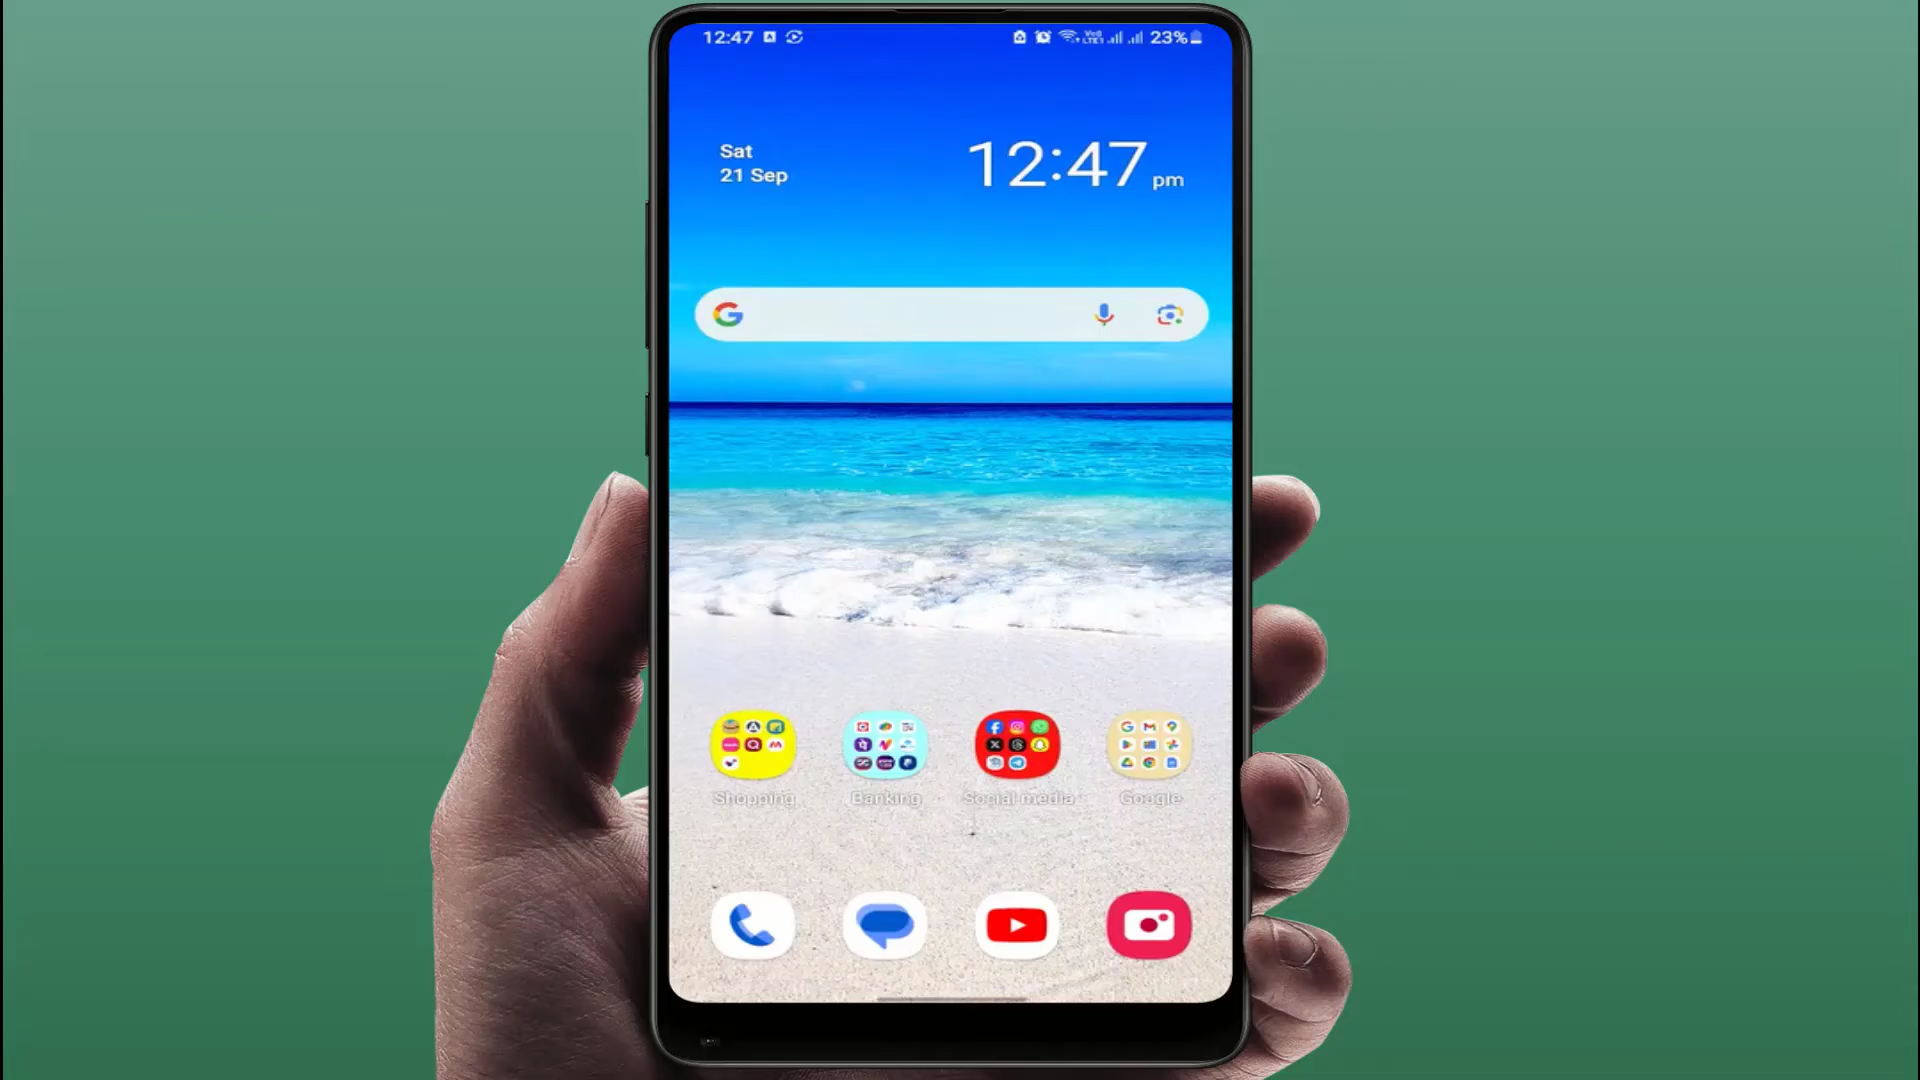 12:47
23%
Sat
21 Sep
12:47 pm
Shopping
Banking
Social media
Google